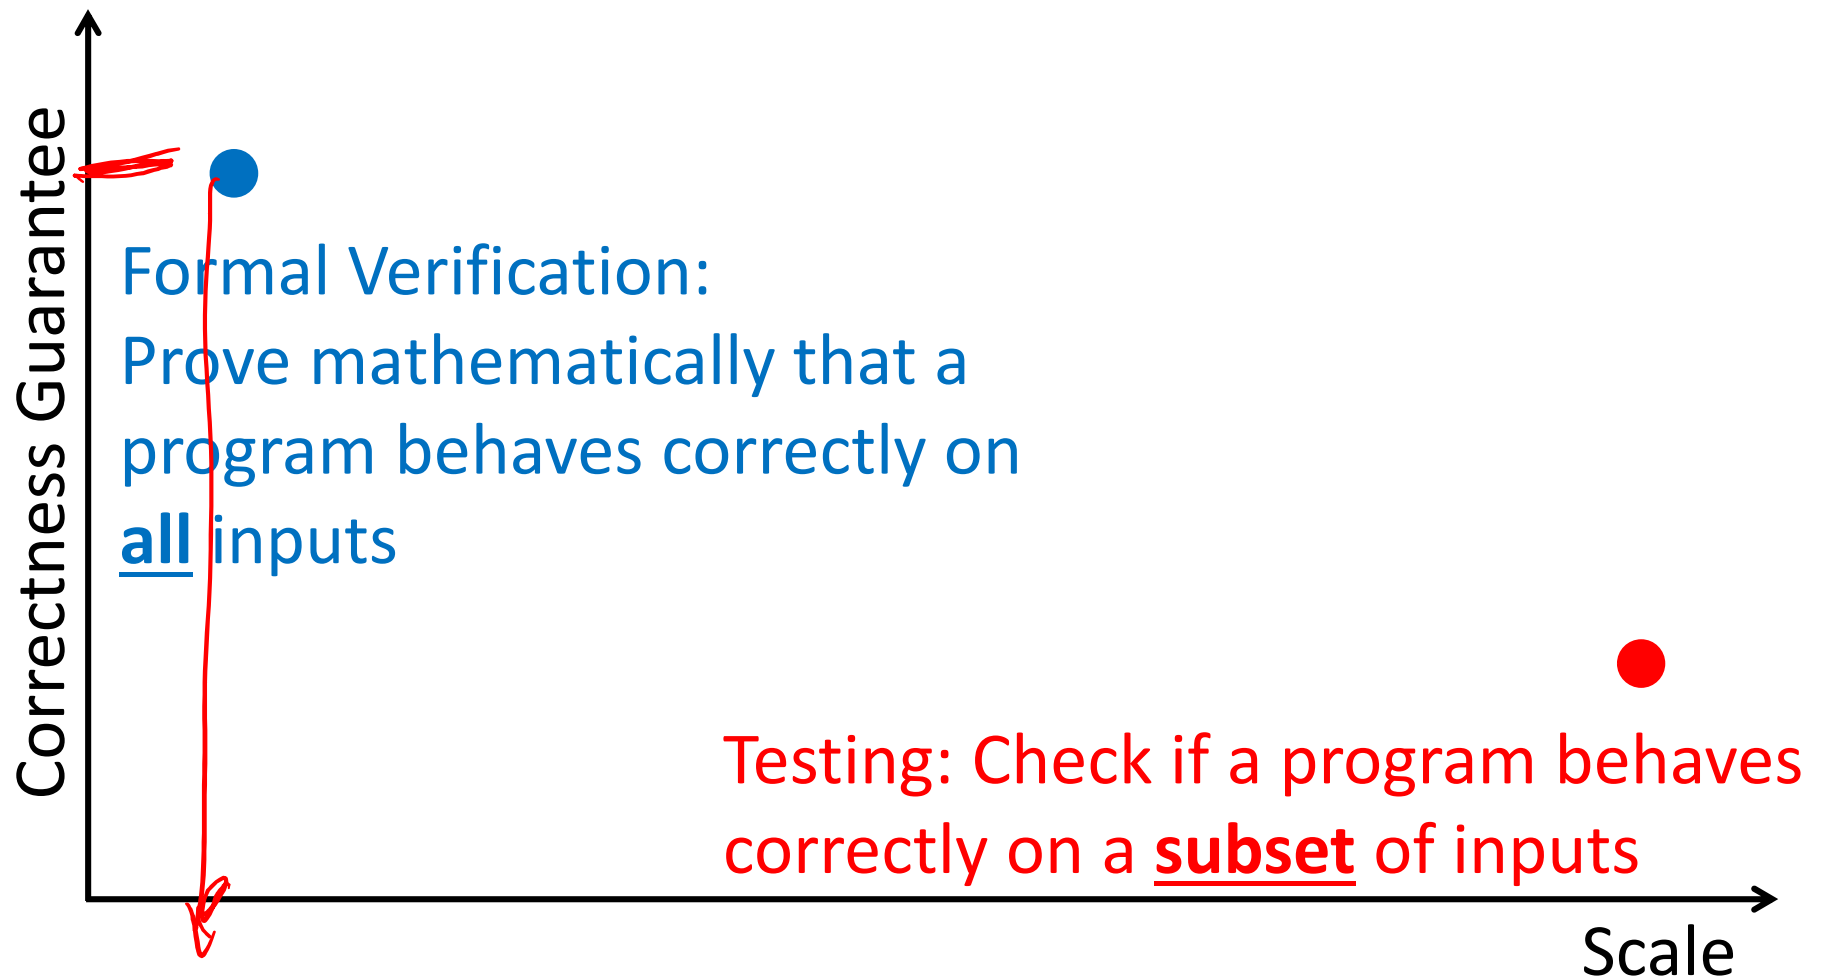 Correctness Guarantee
Formal Verification:
Prove mathematically that a
program behaves correctly on
all inputs
Testing: Check if a program behaves
correctly on a subset of inputs
Scale